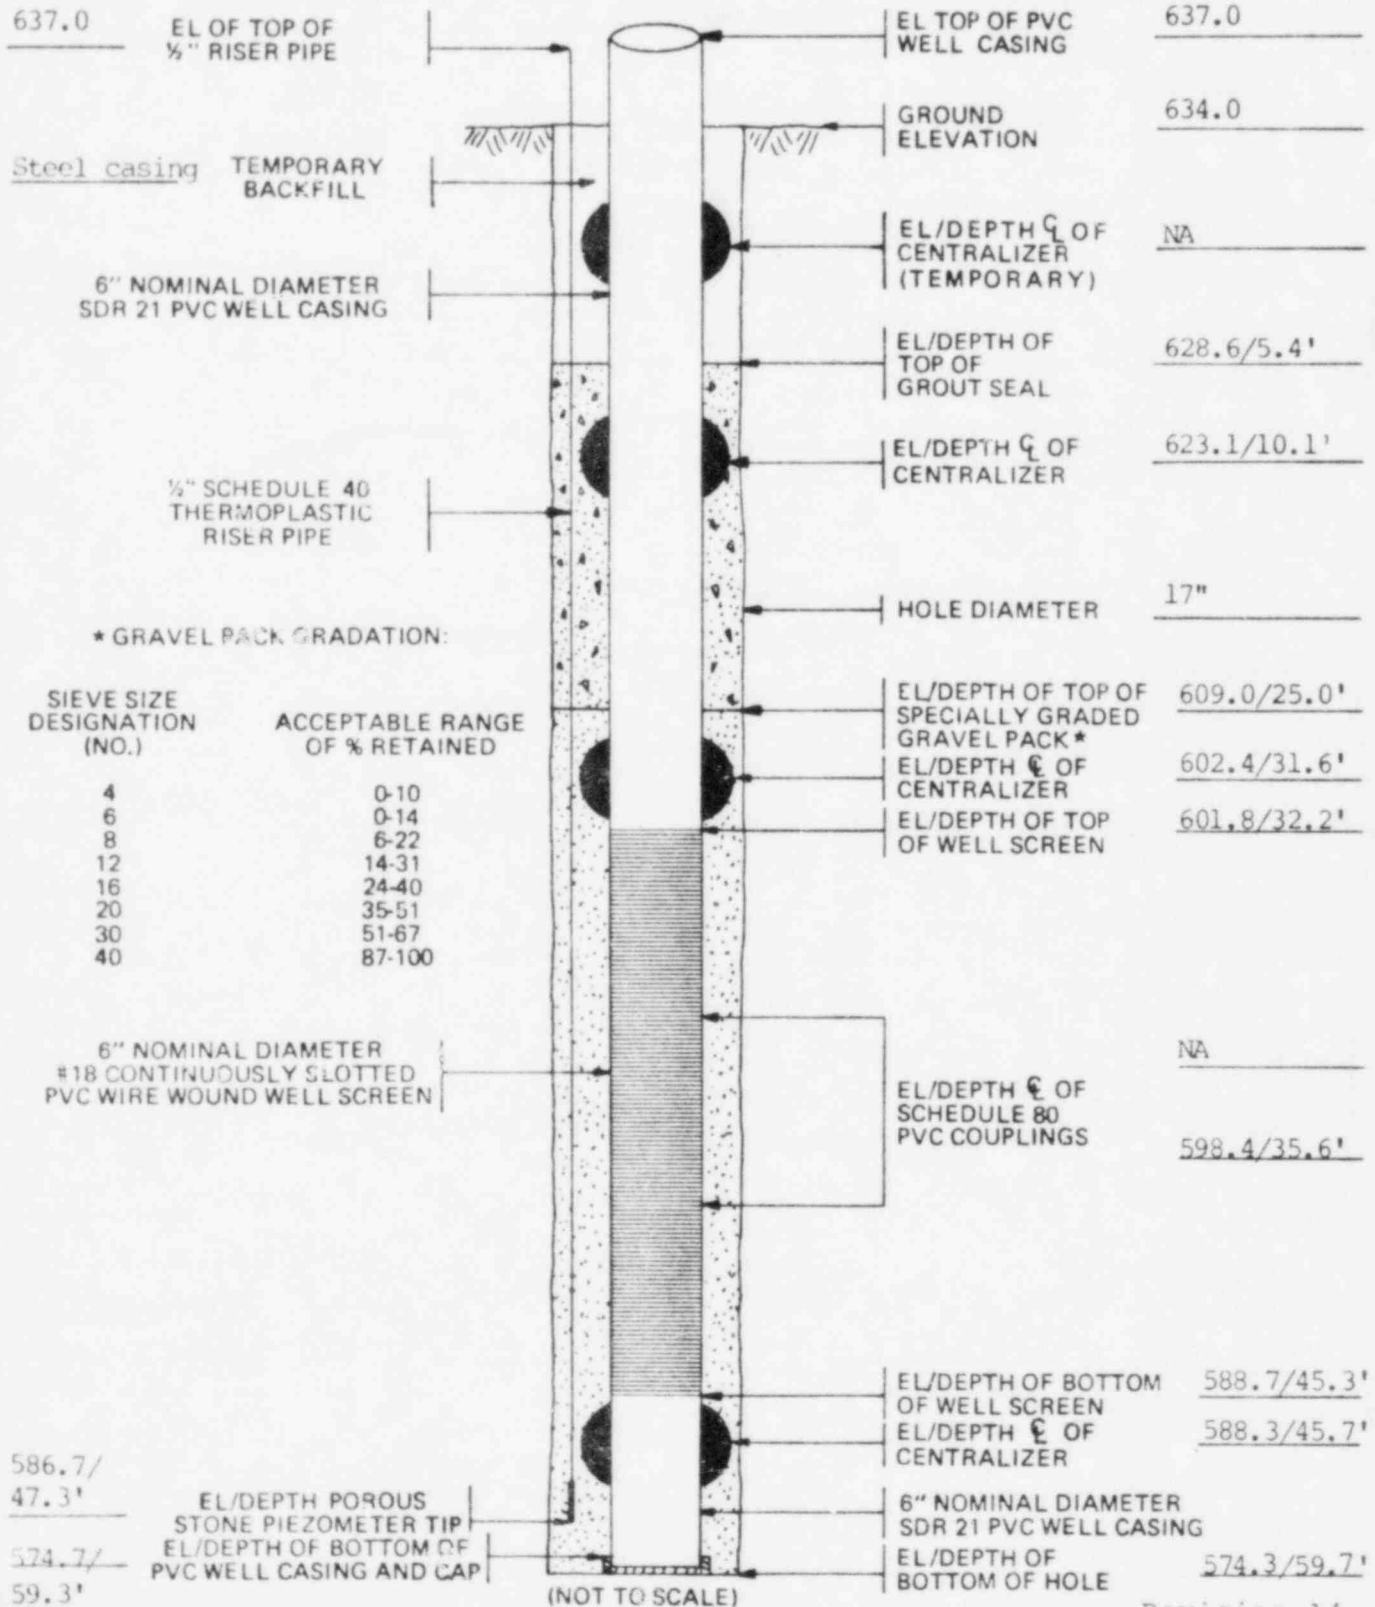 637.0
EL OF TOP OF
½" RISER PIPE
EL TOP OF PVC
WELL CASING
637.0
GROUND
ELEVATION
634.0
Steel casing
TEMPORARY
BACKFILL
EL/DEPTH ℄ OF
CENTRALIZER
(TEMPORARY)
NA
6" NOMINAL DIAMETER
SDR 21 PVC WELL CASING
EL/DEPTH OF
TOP OF
GROUT SEAL
628.6/5.4'
EL/DEPTH ℄ OF
CENTRALIZER
623.1/10.1'
½" SCHEDULE 40
THERMOPLASTIC
RISER PIPE
HOLE DIAMETER
17"
* GRAVEL PACK GRADATION:
SIEVE SIZE
DESIGNATION
(NO.)
ACCEPTABLE RANGE
OF % RETAINED
4 0-10
6 0-14
8 6-22
12 14-31
16 24-40
20 35-51
30 51-67
40 87-100
EL/DEPTH OF TOP OF
SPECIALLY GRADED
GRAVEL PACK *
609.0/25.0'
EL/DEPTH ℄ OF
CENTRALIZER
602.4/31.6'
EL/DEPTH OF TOP
OF WELL SCREEN
601.8/32.2'
6" NOMINAL DIAMETER
#18 CONTINUOUSLY SLOTTED
PVC WIRE WOUND WELL SCREEN
EL/DEPTH ℄ OF
SCHEDULE 80
PVC COUPLINGS
NA
598.4/35.6'
EL/DEPTH OF BOTTOM
OF WELL SCREEN
588.7/45.3'
EL/DEPTH ℄ OF
CENTRALIZER
588.3/45.7'
586.7/
47.3'
EL/DEPTH POROUS
STONE PIEZOMETER TIP
6" NOMINAL DIAMETER
SDR 21 PVC WELL CASING
574.7/
59.3'
EL/DEPTH OF BOTTOM OF
PVC WELL CASING AND CAP
EL/DEPTH OF
BOTTOM OF HOLE
574.3/59.7'
(NOT TO SCALE)